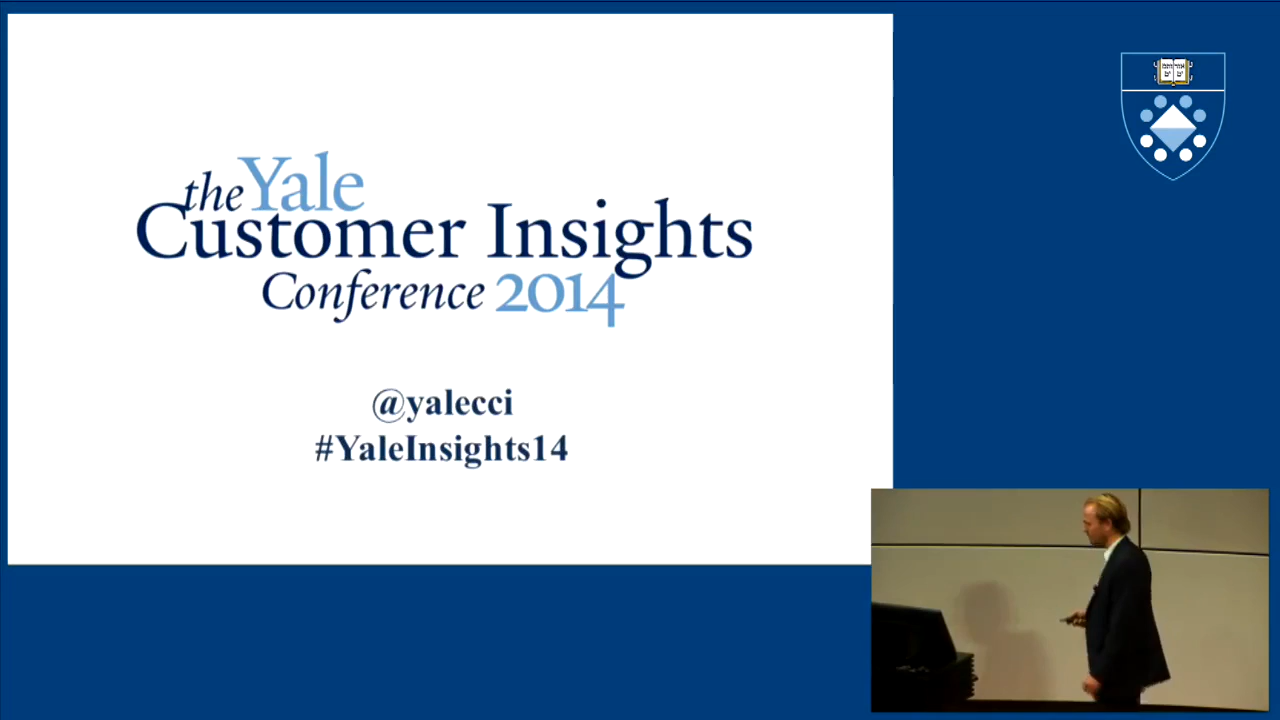 the Yale
Customer Insights
Conference 2014
@yalecci
#YaleInsights14